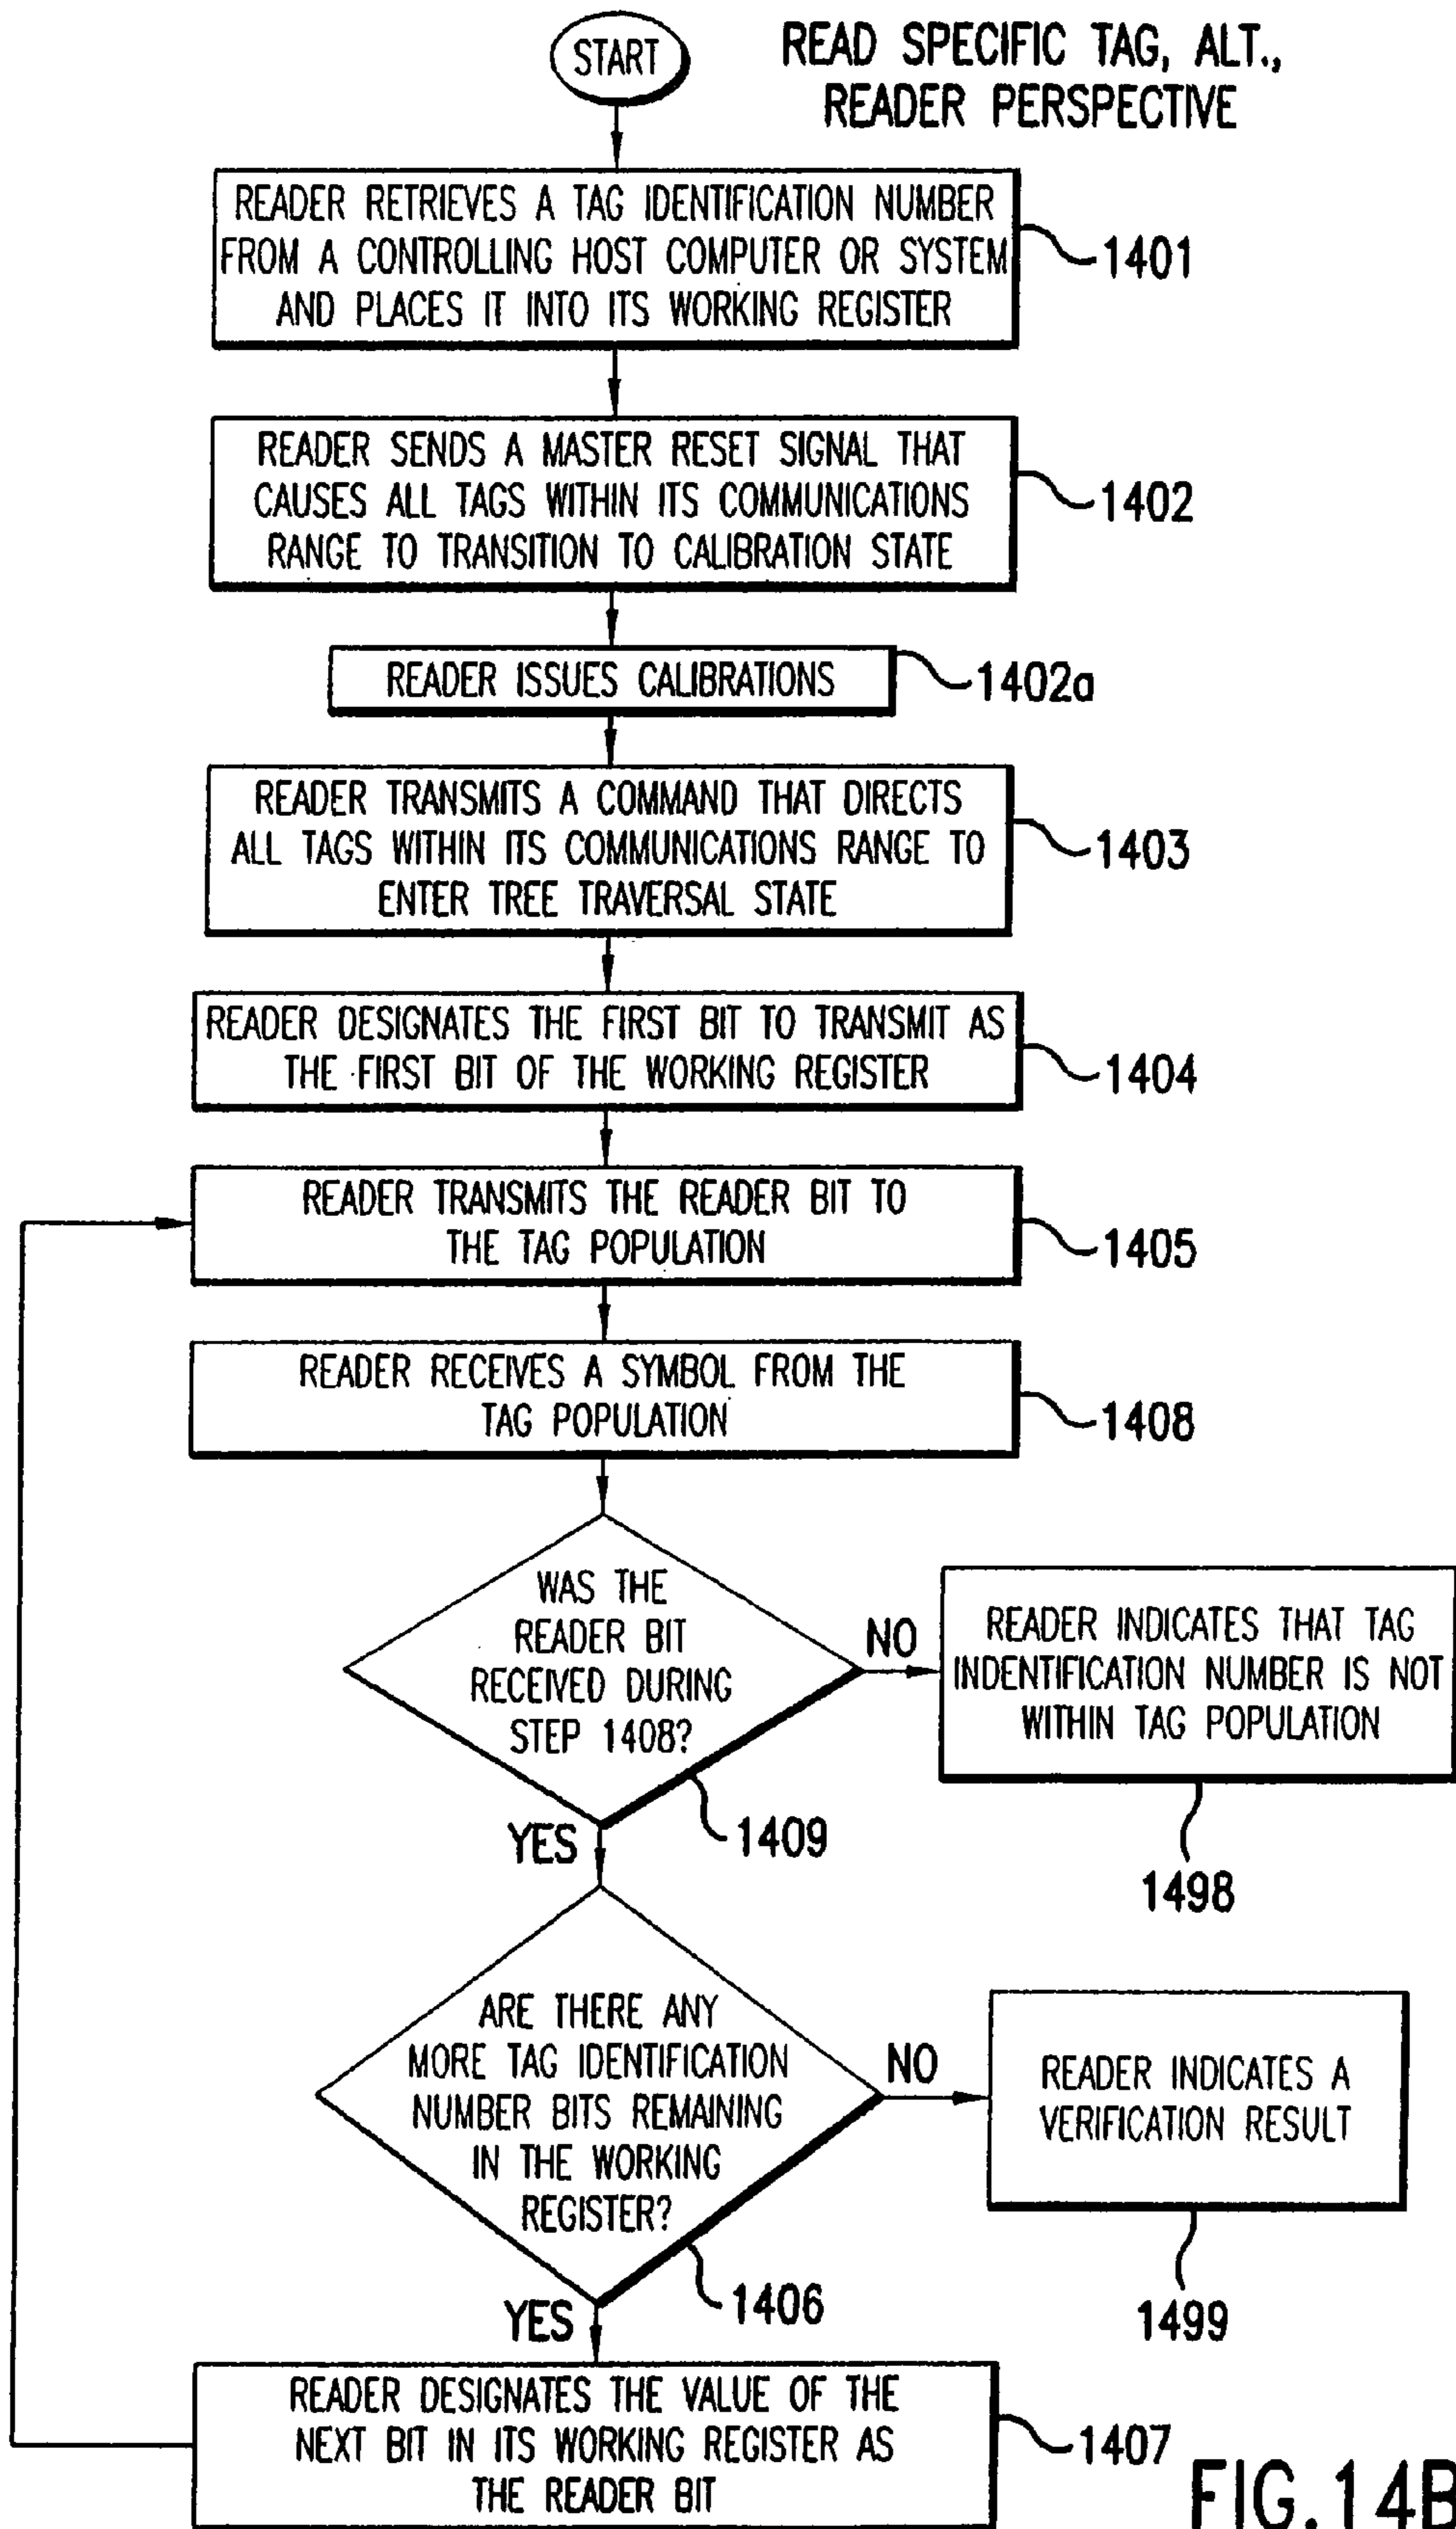 START
READ SPECIFIC TAG, ALT.,
READER PERSPECTIVE
READER RETRIEVES A TAG IDENTIFICATION NUMBER
FROM A CONTROLLING HOST COMPUTER OR SYSTEM
AND PLACES IT INTO ITS WORKING REGISTER
1401
READER SENDS A MASTER RESET SIGNAL THAT
CAUSES ALL TAGS WITHIN ITS COMMUNICATIONS
RANGE TO TRANSITION TO CALIBRATION STATE
1402
READER ISSUES CALIBRATIONS
1402a
READER TRANSMITS A COMMAND THAT DIRECTS
ALL TAGS WITHIN ITS COMMUNICATIONS RANGE TO
ENTER TREE TRAVERSAL STATE
1403
READER DESIGNATES THE FIRST BIT TO TRANSMIT AS
THE FIRST BIT OF THE WORKING REGISTER
1404
READER TRANSMITS THE READER BIT TO
THE TAG POPULATION
1405
READER RECEIVES A SYMBOL FROM THE
TAG POPULATION
1408
WAS THE
READER BIT
RECEIVED DURING
STEP 1408?
NO
READER INDICATES THAT TAG
INDENTIFICATION NUMBER IS NOT
WITHIN TAG POPULATION
YES
1409
1498
ARE THERE ANY
MORE TAG IDENTIFICATION
NUMBER BITS REMAINING
IN THE WORKING
REGISTER?
NO
READER INDICATES A
VERIFICATION RESULT
YES
1406
1499
READER DESIGNATES THE VALUE OF THE
NEXT BIT IN ITS WORKING REGISTER AS
THE READER BIT
1407
FIG.14B